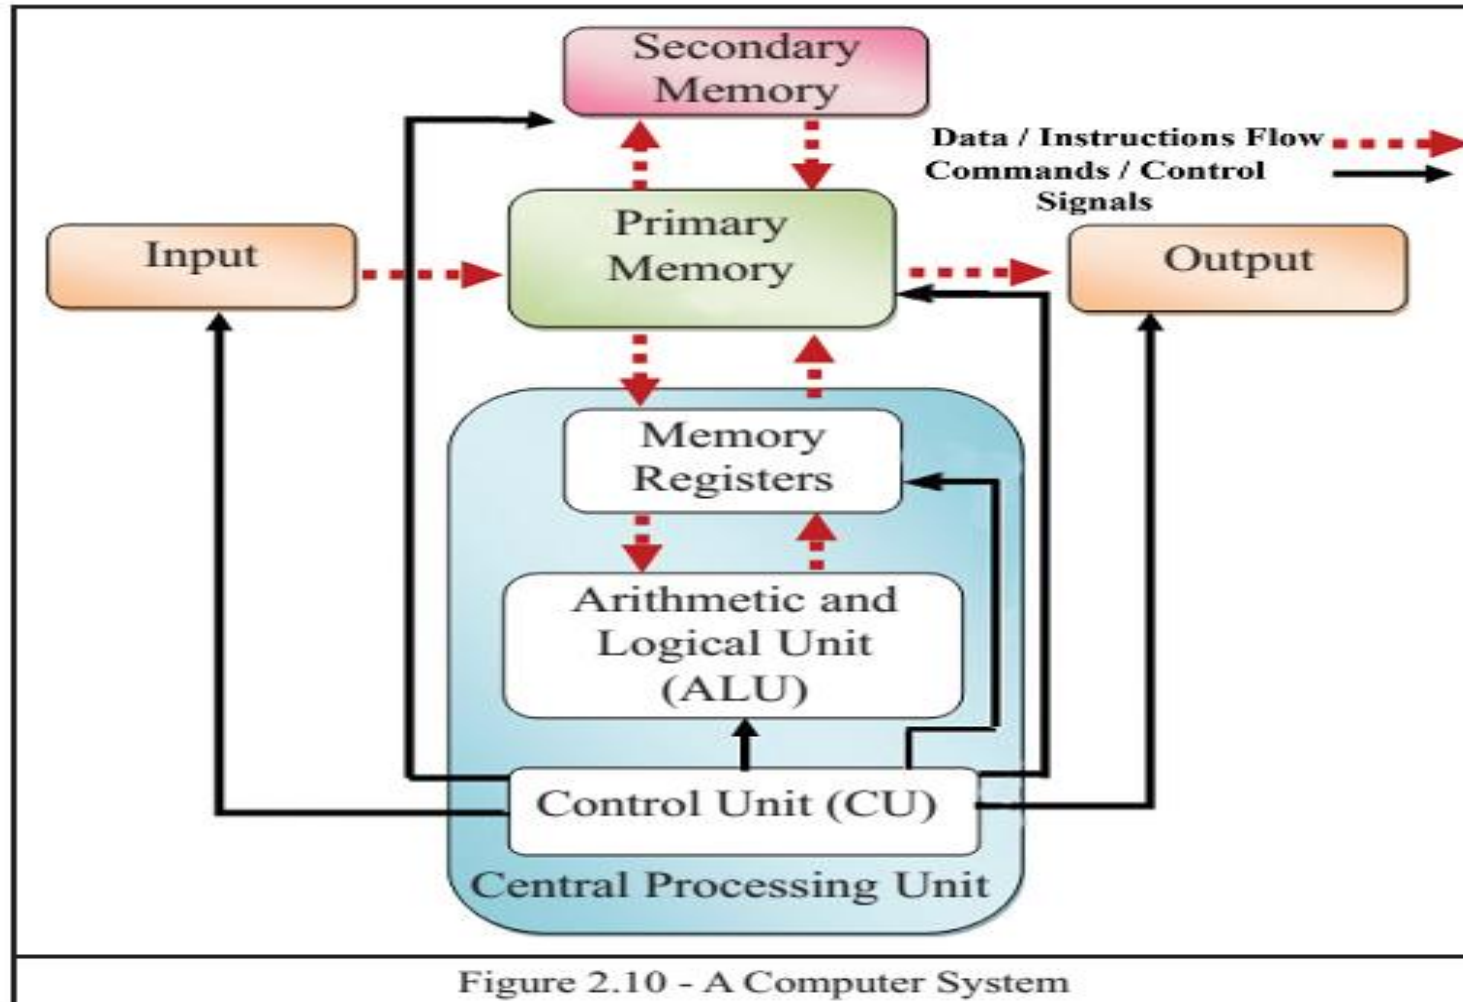 Secondary
Memory
Data / Instructions Flow
Commands / Control
Signals
Input
Primary
Memory
Output
Memory
Registers
Arithmetic and
Logical Unit
(ALU)
Control Unit (CU)
Central Processing Unit
Figure 2.10 - A Computer System